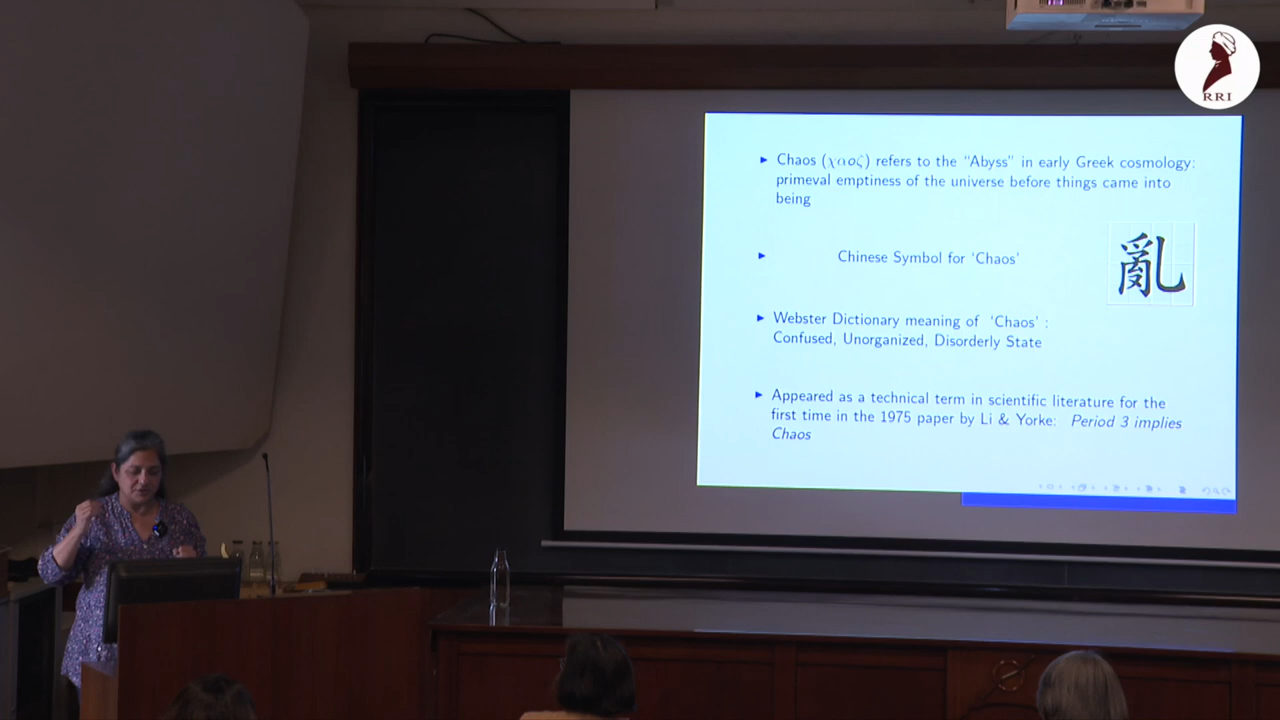 RRI
Chaos (χαος) refers to the “Abyss” in early Greek cosmology:
primeval emptiness of the universe before things came into
being
Chinese Symbol for ‘Chaos’
亂
Webster Dictionary meaning of ‘Chaos’ :
Confused, Unorganized, Disorderly State
Appeared as a technical term in scientific literature for the
first time in the 1975 paper by Li & Yorke: Period 3 implies
Chaos